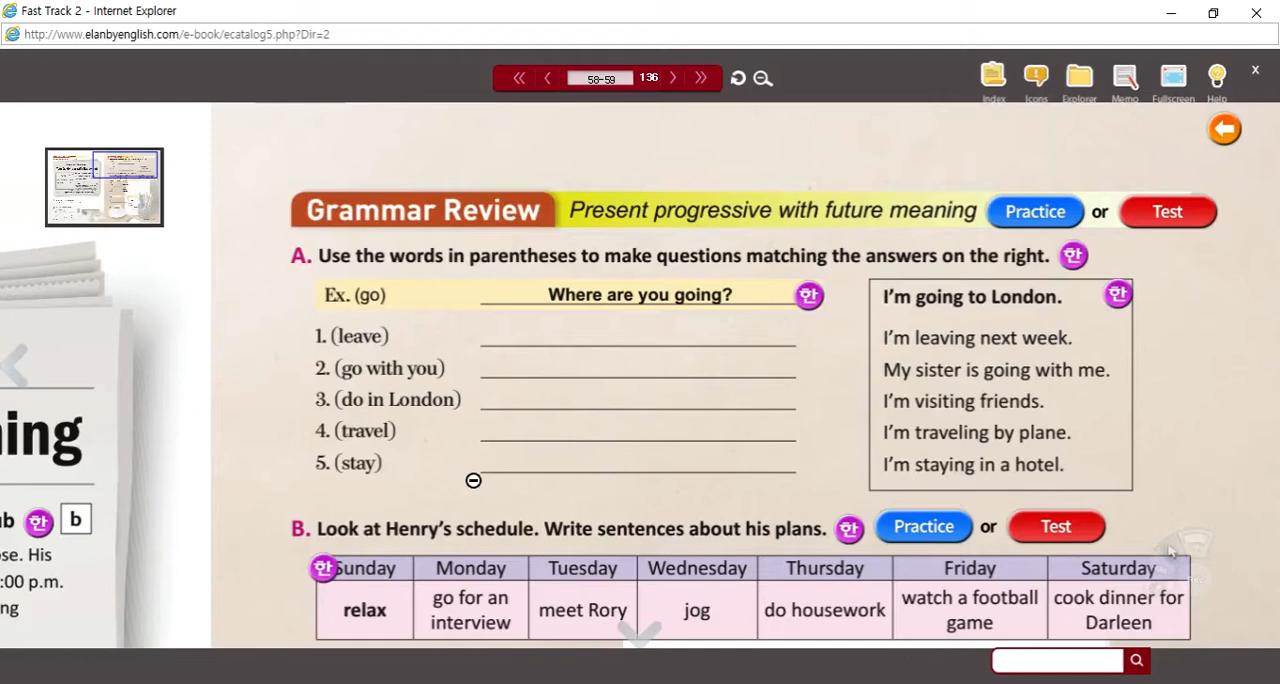 Fast Track 2 - Internet Explorer
http://www.elanbyenglish.com/e-book/ecatalog5.php?Dir=2
58-59 136
Index Icons Explorer Memo Fullscreen Help
x
Grammar Review Present progressive with future meaning Practice or Test
A. Use the words in parentheses to make questions matching the answers on the right. 한
Ex. (go) Where are you going? 한
1. (leave)
2. (go with you)
3. (do in London)
4. (travel)
5. (stay)
I'm going to London. 한
I'm leaving next week.
My sister is going with me.
I'm visiting friends.
I'm traveling by plane.
I'm staying in a hotel.
B. Look at Henry's schedule. Write sentences about his plans. 한 Practice or Test
한 Sunday Monday Tuesday Wednesday Thursday Friday Saturday
relax go for an interview meet Rory jog do housework watch a football game cook dinner for Darleen
ing
ub 한 b
ose. His
:00 p.m.
ng